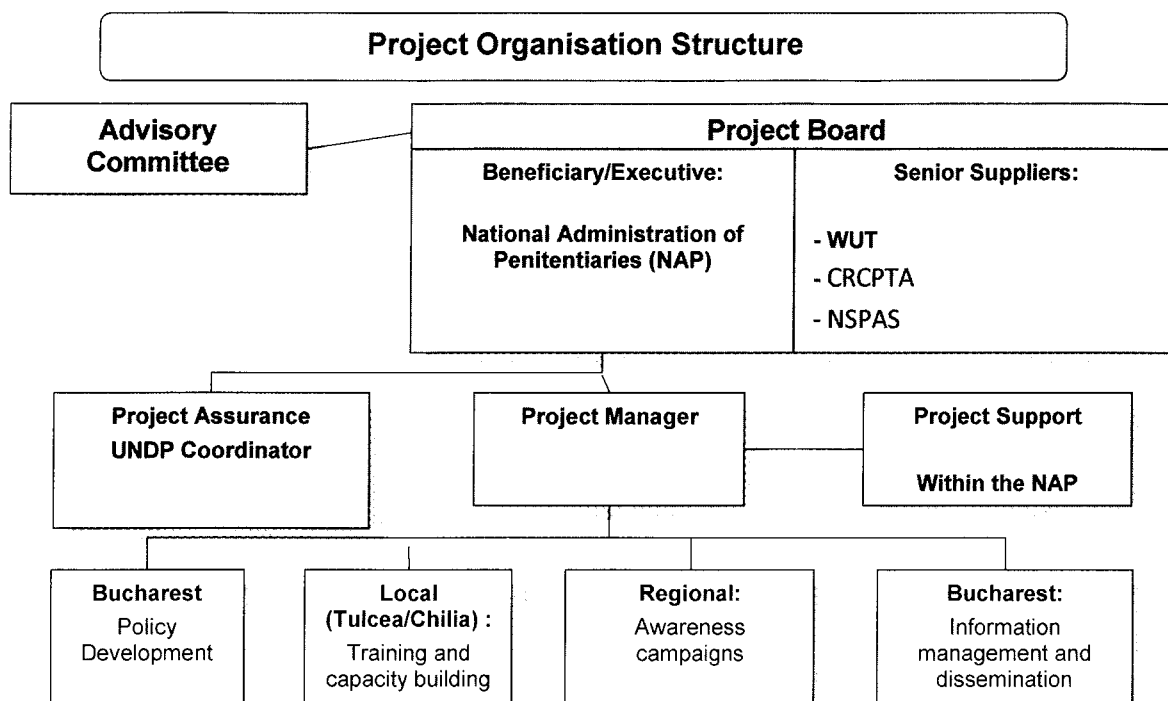 Project Organisation Structure
Advisory
Committee
Project Board
Beneficiary/Executive:
National Administration of
Penitentiaries (NAP)
Senior Suppliers:
- WUT
- CRCPTA
- NSPAS
Project Assurance
UNDP Coordinator
Project Manager
Project Support
Within the NAP
Bucharest
Policy
Development
Local
(Tulcea/Chilia) :
Training and
capacity building
Regional:
Awareness
campaigns
Bucharest:
Information
management and
dissemination